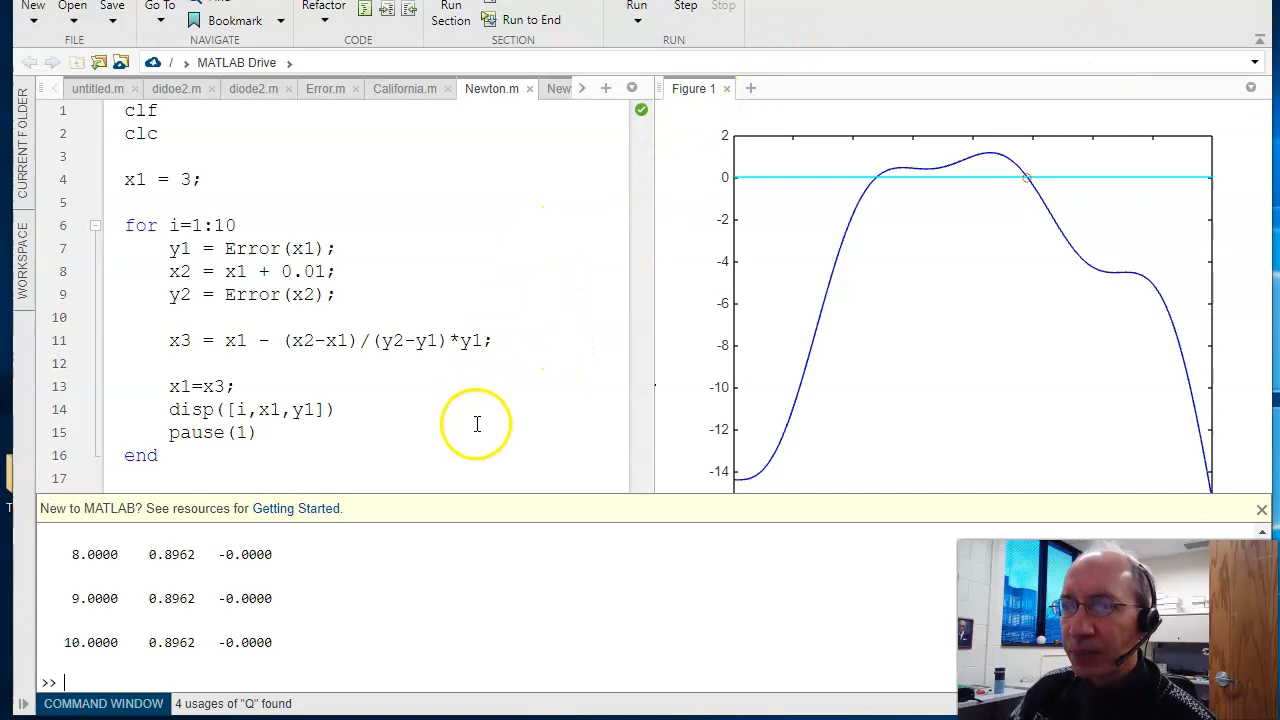 New Open Save Go To Bookmark Refactor Run Section Run to End Run Step Stop
FILE NAVIGATE CODE SECTION RUN
/ MATLAB Drive
untitled.m didoe2.m diode2.m Error.m California.m Newton.m New
Figure 1
CURRENT FOLDER
WORKSPACE
1 clf
2 clc
3
4 x1 = 3;
5
6 for i=1:10
7 y1 = Error(x1);
8 x2 = x1 + 0.01;
9 y2 = Error(x2);
10
11 x3 = x1 - (x2-x1)/(y2-y1)*y1;
12
13 x1=x3;
14 disp([i,x1,y1])
15 pause(1)
16 end
17
2
0
-2
-4
-6
-8
-10
-12
-14
New to MATLAB? See resources for Getting Started.
8.0000 0.8962 -0.0000
9.0000 0.8962 -0.0000
10.0000 0.8962 -0.0000
>>
COMMAND WINDOW 4 usages of "Q" found